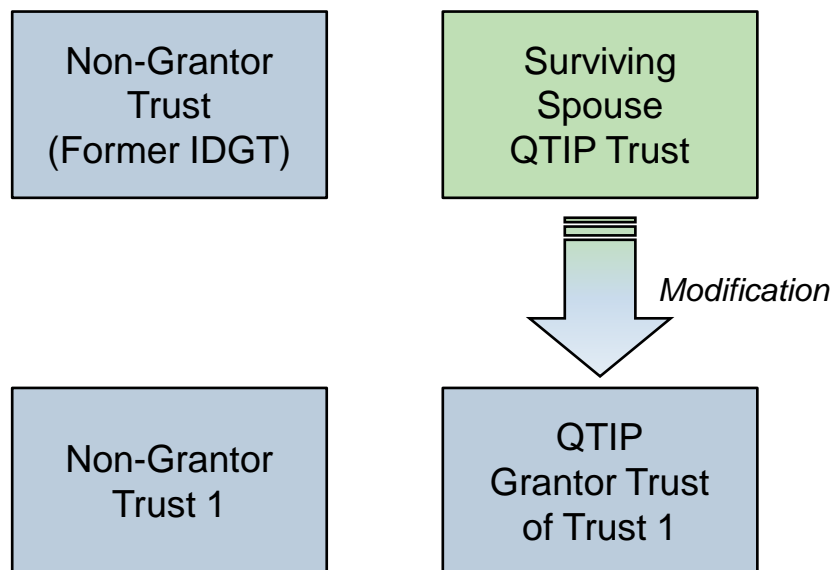 Non-Grantor
Trust
(Former IDGT)
Surviving
Spouse
QTIP Trust
Modification
Non-Grantor
Trust 1
QTIP
Grantor Trust
of Trust 1